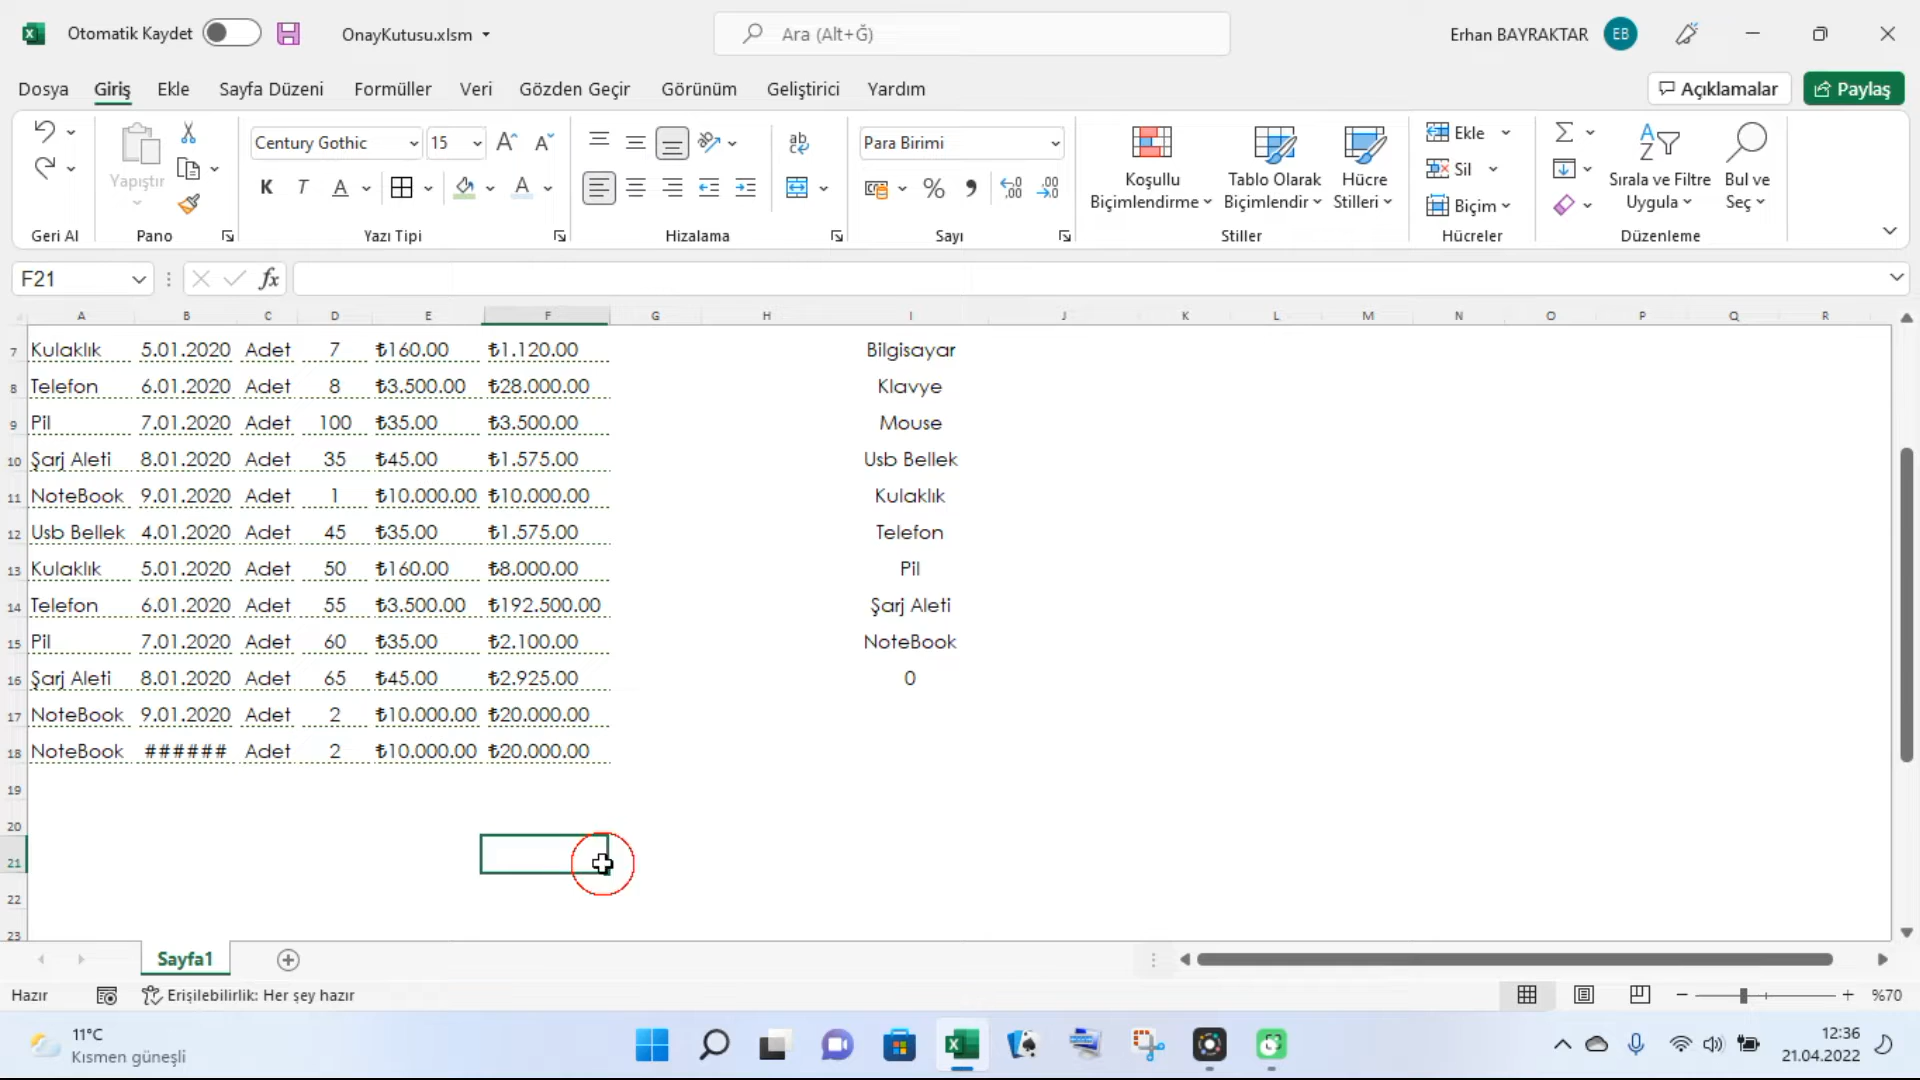 Otomatik Kaydet
OnayKutusu.xlsm
Ara (Alt+Ğ)
Erhan BAYRAKTAR
EB
Dosya Giriş Ekle Sayfa Düzeni Formüller Veri Gözden Geçir Görünüm Geliştirici Yardım
Açıklamalar
Paylaş
Yapıştır
Century Gothic 15
K T A A
Para Birimi
Koşullu Biçimlendirme
Tablo Olarak Biçimlendir
Hücre Stilleri
Ekle
Sil
Biçim
Sırala ve Filtre Uygula
Bul ve Seç
Geri Al Pano Yazı Tipi Hizalama Sayı Stiller Hücreler Düzenleme
F21 fx
A B C D E F G H I J K L M N O P Q R
7 Kulaklık 5.01.2020 Adet 7 ₺160.00 ₺1.120.00 Bilgisayar
8 Telefon 6.01.2020 Adet 8 ₺3.500.00 ₺28.000.00 Klavye
9 Pil 7.01.2020 Adet 100 ₺35.00 ₺3.500.00 Mouse
10 Şarj Aleti 8.01.2020 Adet 35 ₺45.00 ₺1.575.00 Usb Bellek
11 NoteBook 9.01.2020 Adet 1 ₺10.000.00 ₺10.000.00 Kulaklık
12 Usb Bellek 4.01.2020 Adet 45 ₺35.00 ₺1.575.00 Telefon
13 Kulaklık 5.01.2020 Adet 50 ₺160.00 ₺8.000.00 Pil
14 Telefon 6.01.2020 Adet 55 ₺3.500.00 ₺192.500.00 Şarj Aleti
15 Pil 7.01.2020 Adet 60 ₺35.00 ₺2.100.00 NoteBook
16 Şarj Aleti 8.01.2020 Adet 65 ₺45.00 ₺2.925.00 0
17 NoteBook 9.01.2020 Adet 2 ₺10.000.00 ₺20.000.00
18 NoteBook ###### Adet 2 ₺10.000.00 ₺20.000.00
19
20
21
22
23
Sayfa1
Hazır
Erişilebilirlik: Her şey hazır
%70
11°C
Kısmen güneşli
12:36
21.04.2022